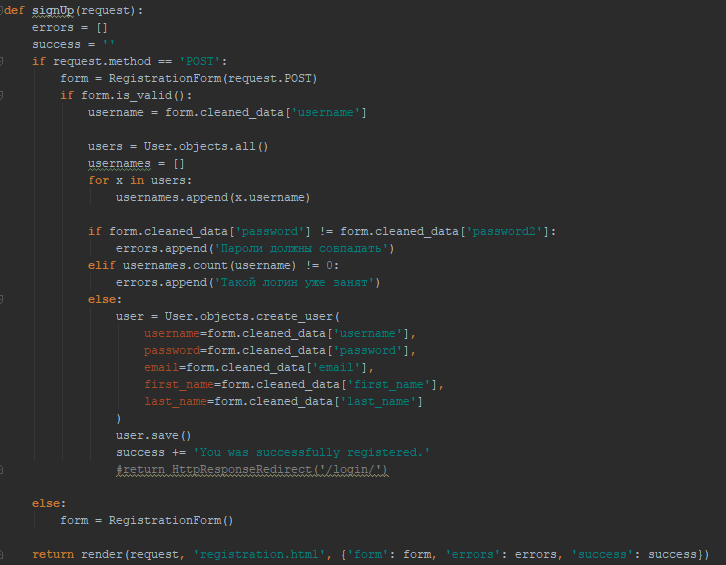 def signUp(request):
    errors = []
    success = ''
    if request.method == 'POST':
        form = RegistrationForm(request.POST)
        if form.is_valid():
            username = form.cleaned_data['username']

            users = User.objects.all()
            usernames = []
            for x in users:
                usernames.append(x.username)

            if form.cleaned_data['password'] != form.cleaned_data['password2']:
                errors.append('Пароли должны совпадать')
            elif usernames.count(username) != 0:
                errors.append('Такой логин уже занят')
            else:
                user = User.objects.create_user(
                    username=form.cleaned_data['username'],
                    password=form.cleaned_data['password'],
                    email=form.cleaned_data['email'],
                    first_name=form.cleaned_data['first_name'],
                    last_name=form.cleaned_data['last_name']
                )
                user.save()
                success += 'You was successfully registered.'
                #return HttpResponseRedirect('/login/')

    else:
        form = RegistrationForm()

    return render(request, 'registration.html', {'form': form, 'errors': errors, 'success': success})